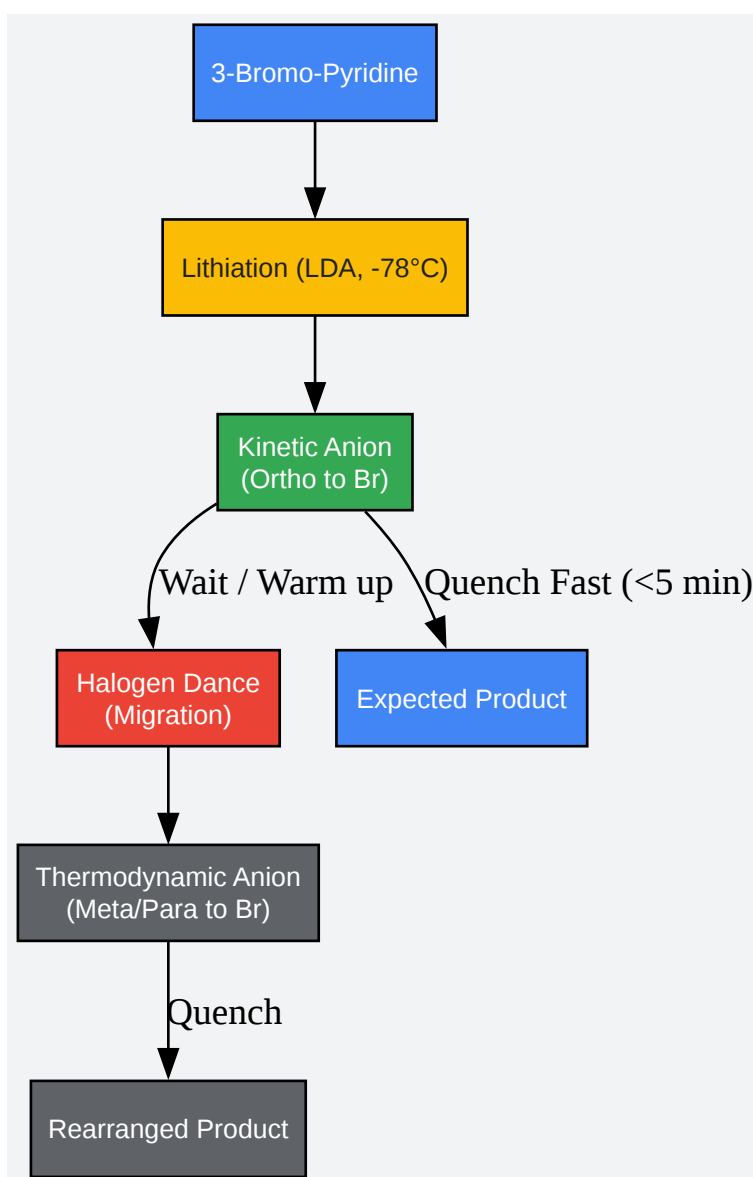 3-Bromo-Pyridine
Lithiation (LDA, -78°C)
Kinetic Anion
(Ortho to Br)
Wait / Warm up
Quench Fast (<5 min)
Halogen Dance
(Migration)
Expected Product
Thermodynamic Anion
(Meta/Para to Br)
Quench
Rearranged Product